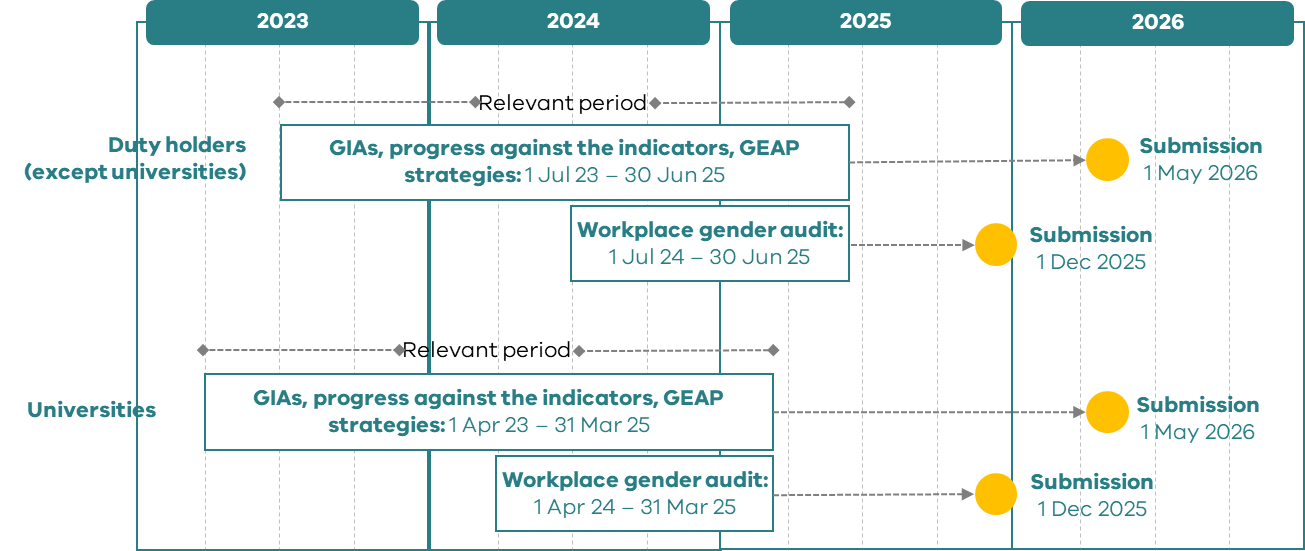 2023
2024
2025
2026
Relevant period
Duty holders
(except universities)
GIAs, progress against the indicators, GEAP
strategies: 1 Jul 23 – 30 Jun 25
Submission
1 May 2026
Workplace gender audit:
1 Jul 24 – 30 Jun 25
Submission
1 Dec 2025
Relevant period
Universities
GIAs, progress against the indicators, GEAP
strategies: 1 Apr 23 – 31 Mar 25
Submission
1 May 2026
Workplace gender audit:
1 Apr 24 – 31 Mar 25
Submission
1 Dec 2025